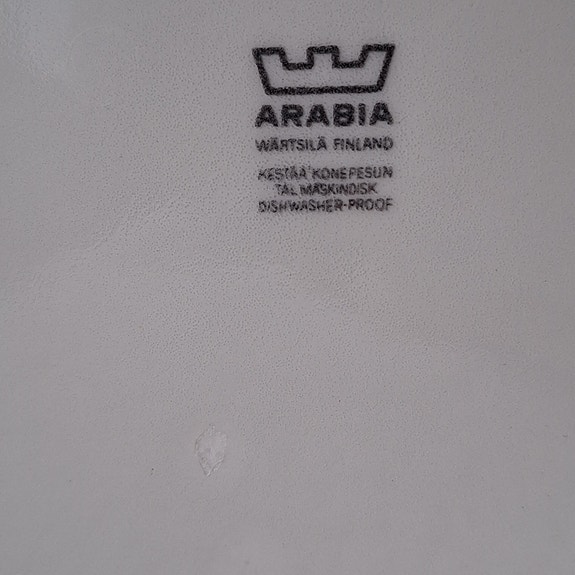 ARABIA
WÄRTSILÄ FINLAND
KESTÄÄ KONEPESUN
TÅL MASKINDISK
DISHWASHER-PROOF